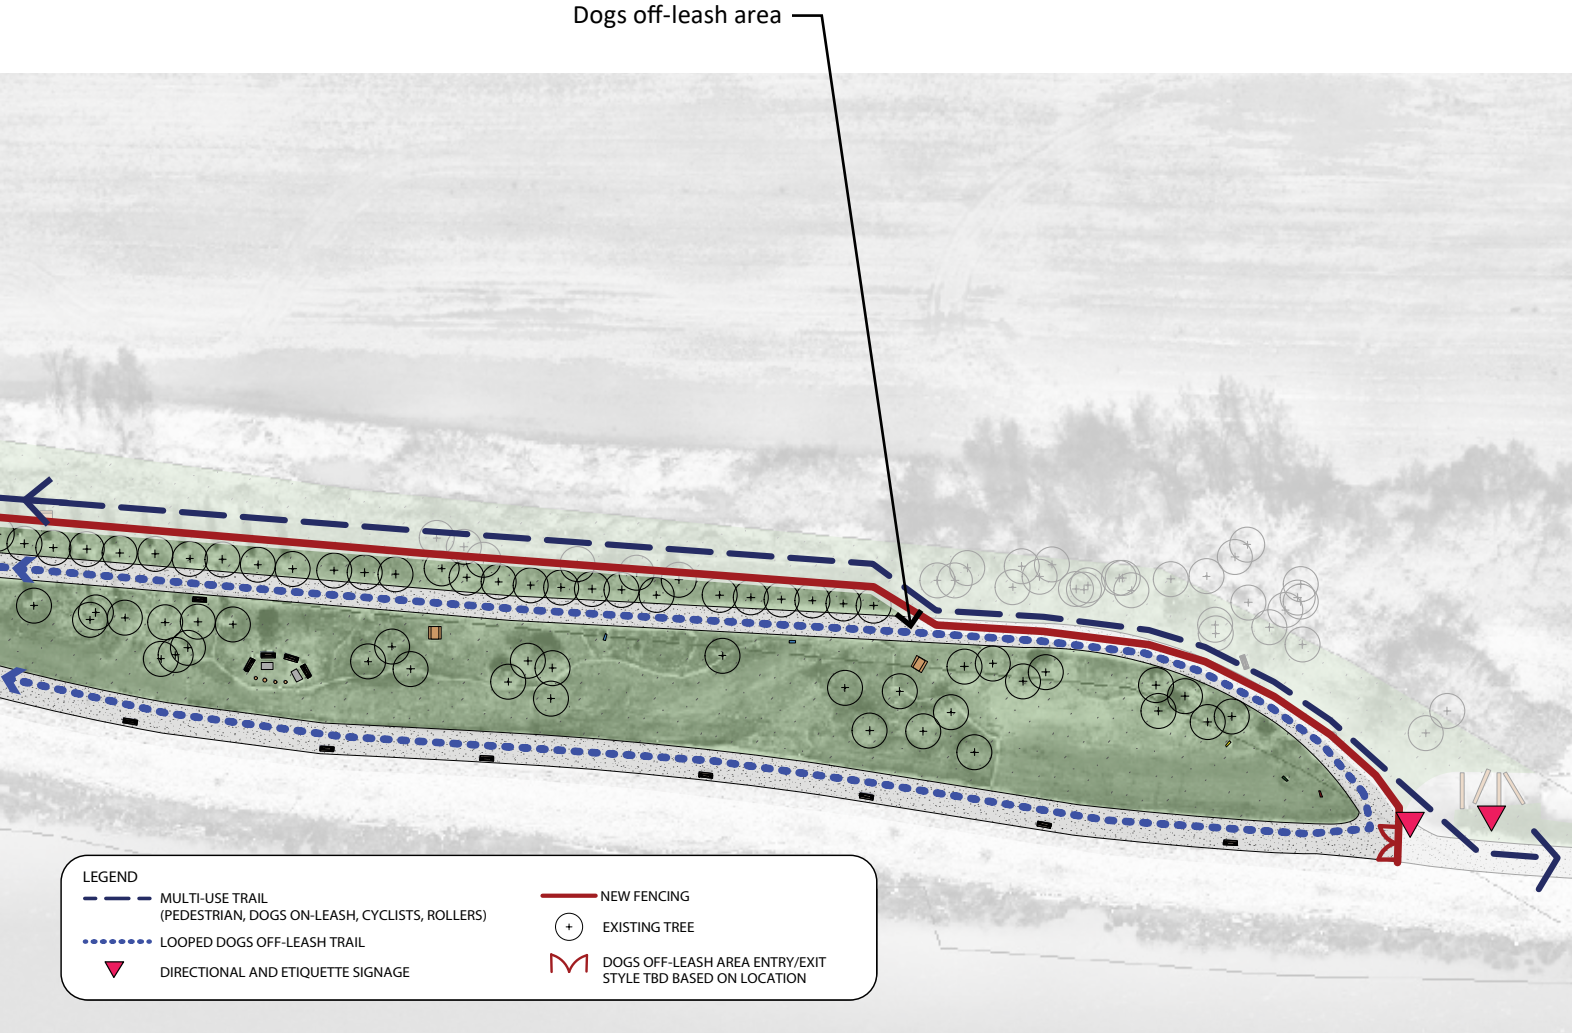 Dogs off-leash area
LEGEND
MULTI-USE TRAIL
(PEDESTRIAN, DOGS ON-LEASH, CYCLISTS, ROLLERS)
LOOPED DOGS OFF-LEASH TRAIL
DIRECTIONAL AND ETIQUETTE SIGNAGE
NEW FENCING
EXISTING TREE
DOGS OFF-LEASH AREA ENTRY/EXIT
STYLE TBD BASED ON LOCATION